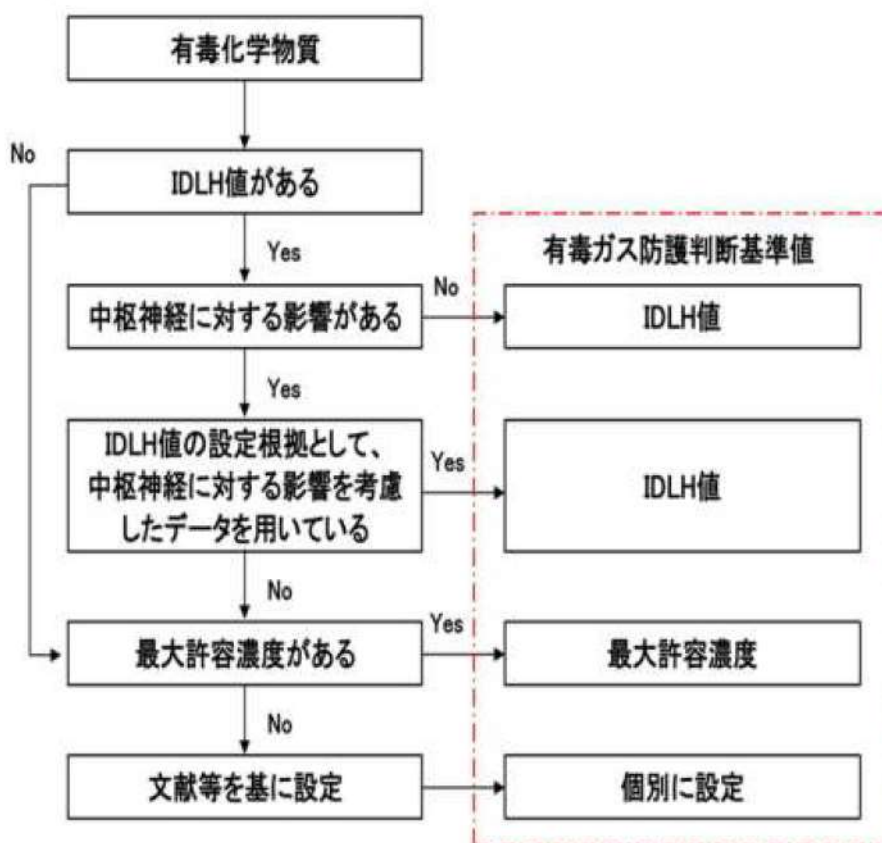 有毒化学物質
No
IDLH値がある
Yes
有毒ガス防護判断基準値
中枢神経に対する影響がある
No
IDLH値
Yes
IDLH値の設定根拠として、
中枢神経に対する影響を考慮
したデータを用いている
Yes
IDLH値
No
最大許容濃度がある
Yes
最大許容濃度
No
文献等を基に設定
個別に設定